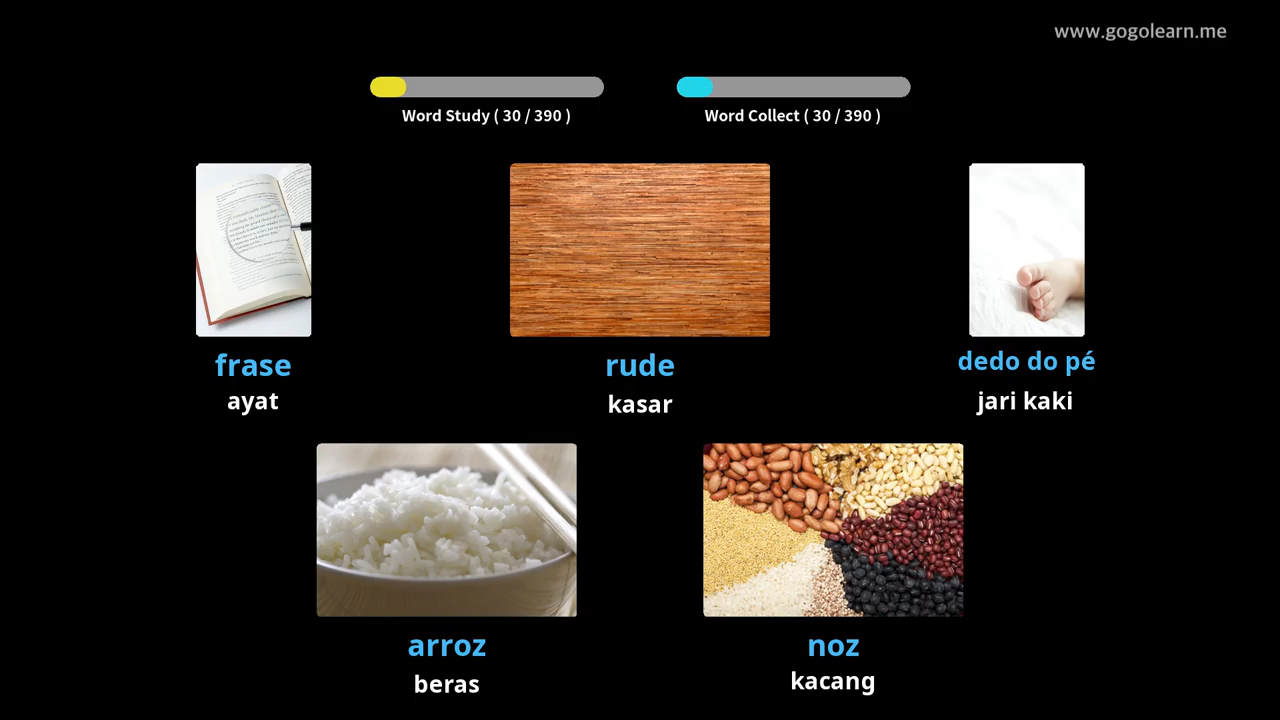 www.gogolearn.me
Word Study ( 30 / 390 )
Word Collect ( 30 / 390 )
frase
ayat
rude
kasar
dedo do pé
jari kaki
arroz
beras
noz
kacang